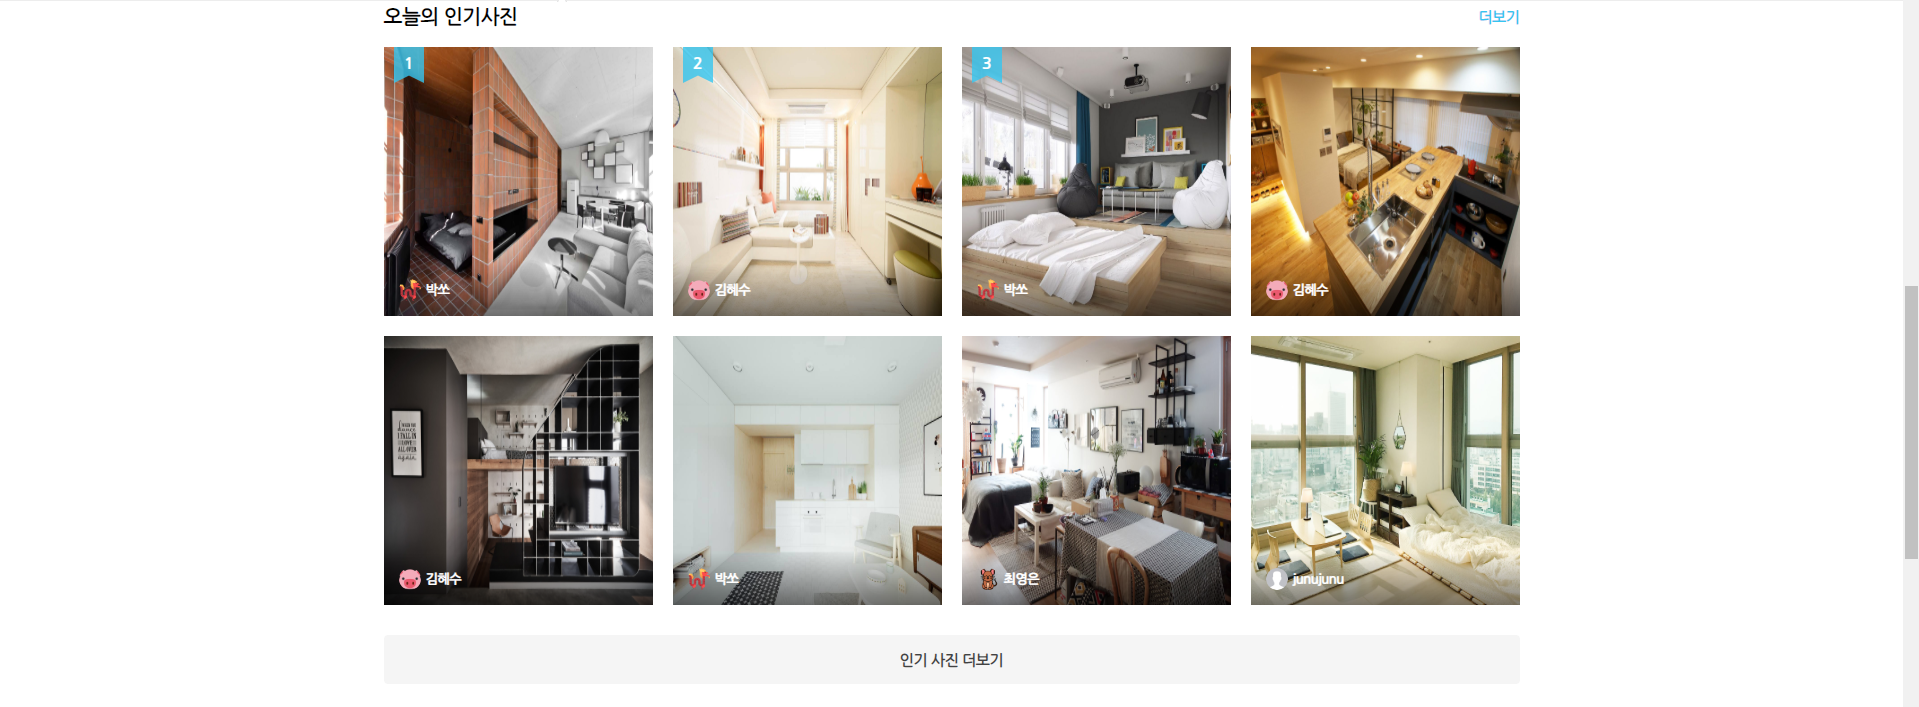 오늘의 인기사진
더보기
1
2
3
박쏘
김혜수
박쏘
김혜수
김혜수
박쏘
최영은
junujunu
인기 사진 더보기